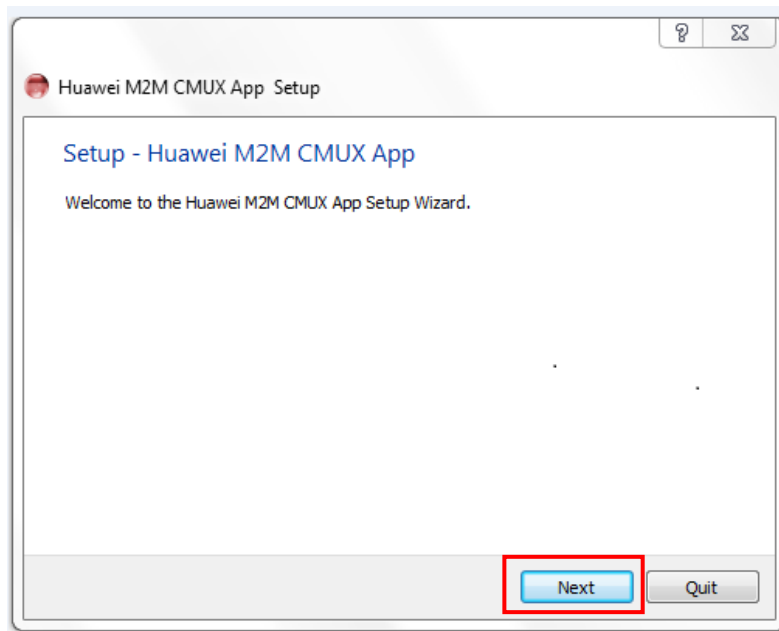 Huawei M2M CMUX App Setup
Setup - Huawei M2M CMUX App
Welcome to the Huawei M2M CMUX App Setup Wizard.
Next Quit